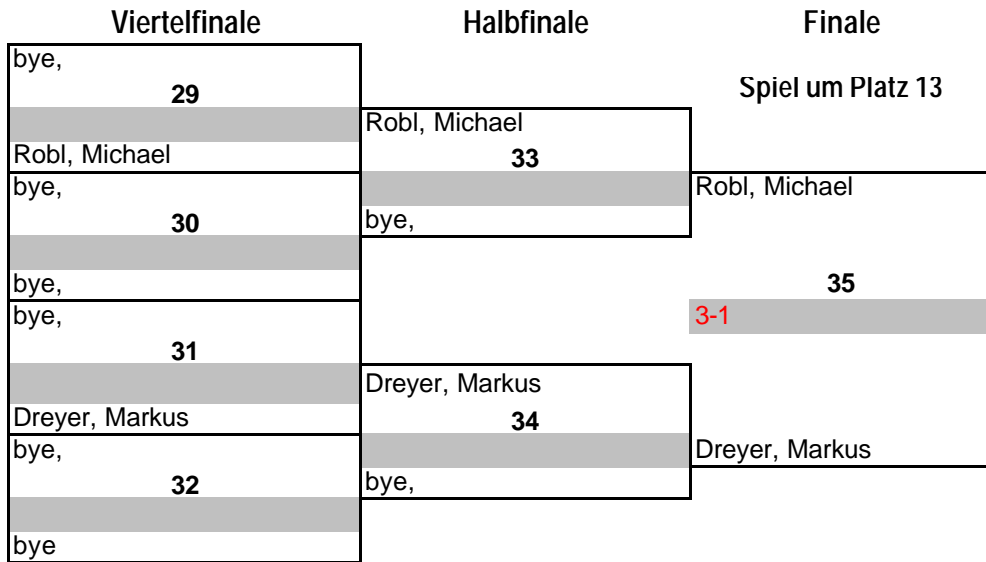 Viertelfinale
Halbfinale
Finale
bye,
29
Robl, Michael
bye,
30
bye,
bye,
31
Dreyer, Markus
bye,
32
bye
Robl, Michael
33
bye,
Dreyer, Markus
34
bye,
Spiel um Platz 13
Robl, Michael
35
3-1
Dreyer, Markus